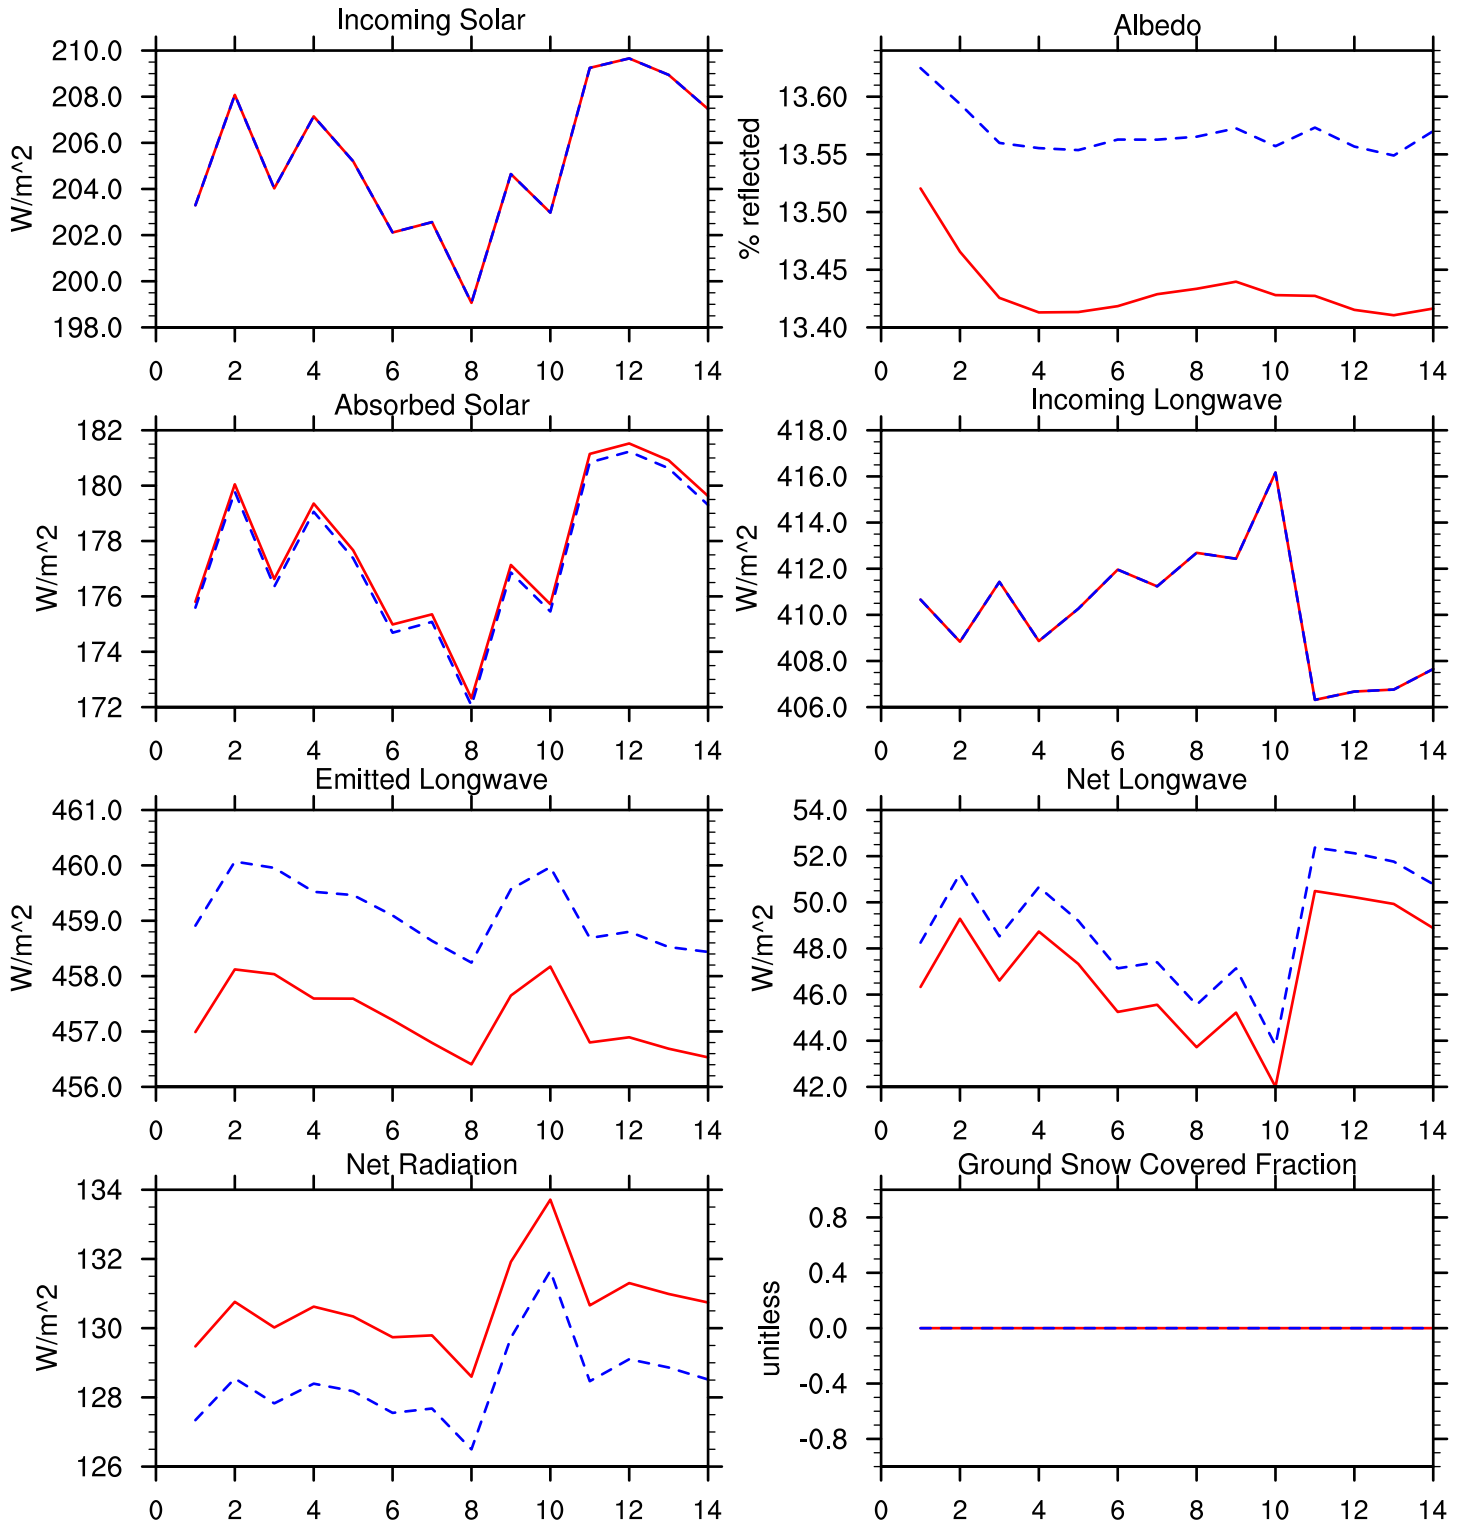 Incoming Solar
W/m^2
210.0
208.0
206.0
204.0
202.0
200.0
198.0
0 2 4 6 8 10 12 14
Albedo
% reflected
13.60
13.55
13.50
13.45
13.40
0 2 4 6 8 10 12 14
Absorbed Solar
W/m^2
182
180
178
176
174
172
0 2 4 6 8 10 12 14
Incoming Longwave
W/m^2
418.0
416.0
414.0
412.0
410.0
408.0
406.0
0 2 4 6 8 10 12 14
Emitted Longwave
W/m^2
461.0
460.0
459.0
458.0
457.0
456.0
0 2 4 6 8 10 12 14
Net Longwave
W/m^2
54.0
52.0
50.0
48.0
46.0
44.0
42.0
0 2 4 6 8 10 12 14
Net Radiation
W/m^2
134
132
130
128
126
0 2 4 6 8 10 12 14
Ground Snow Covered Fraction
unitless
0.8
0.4
0.0
-0.4
-0.8
0 2 4 6 8 10 12 14